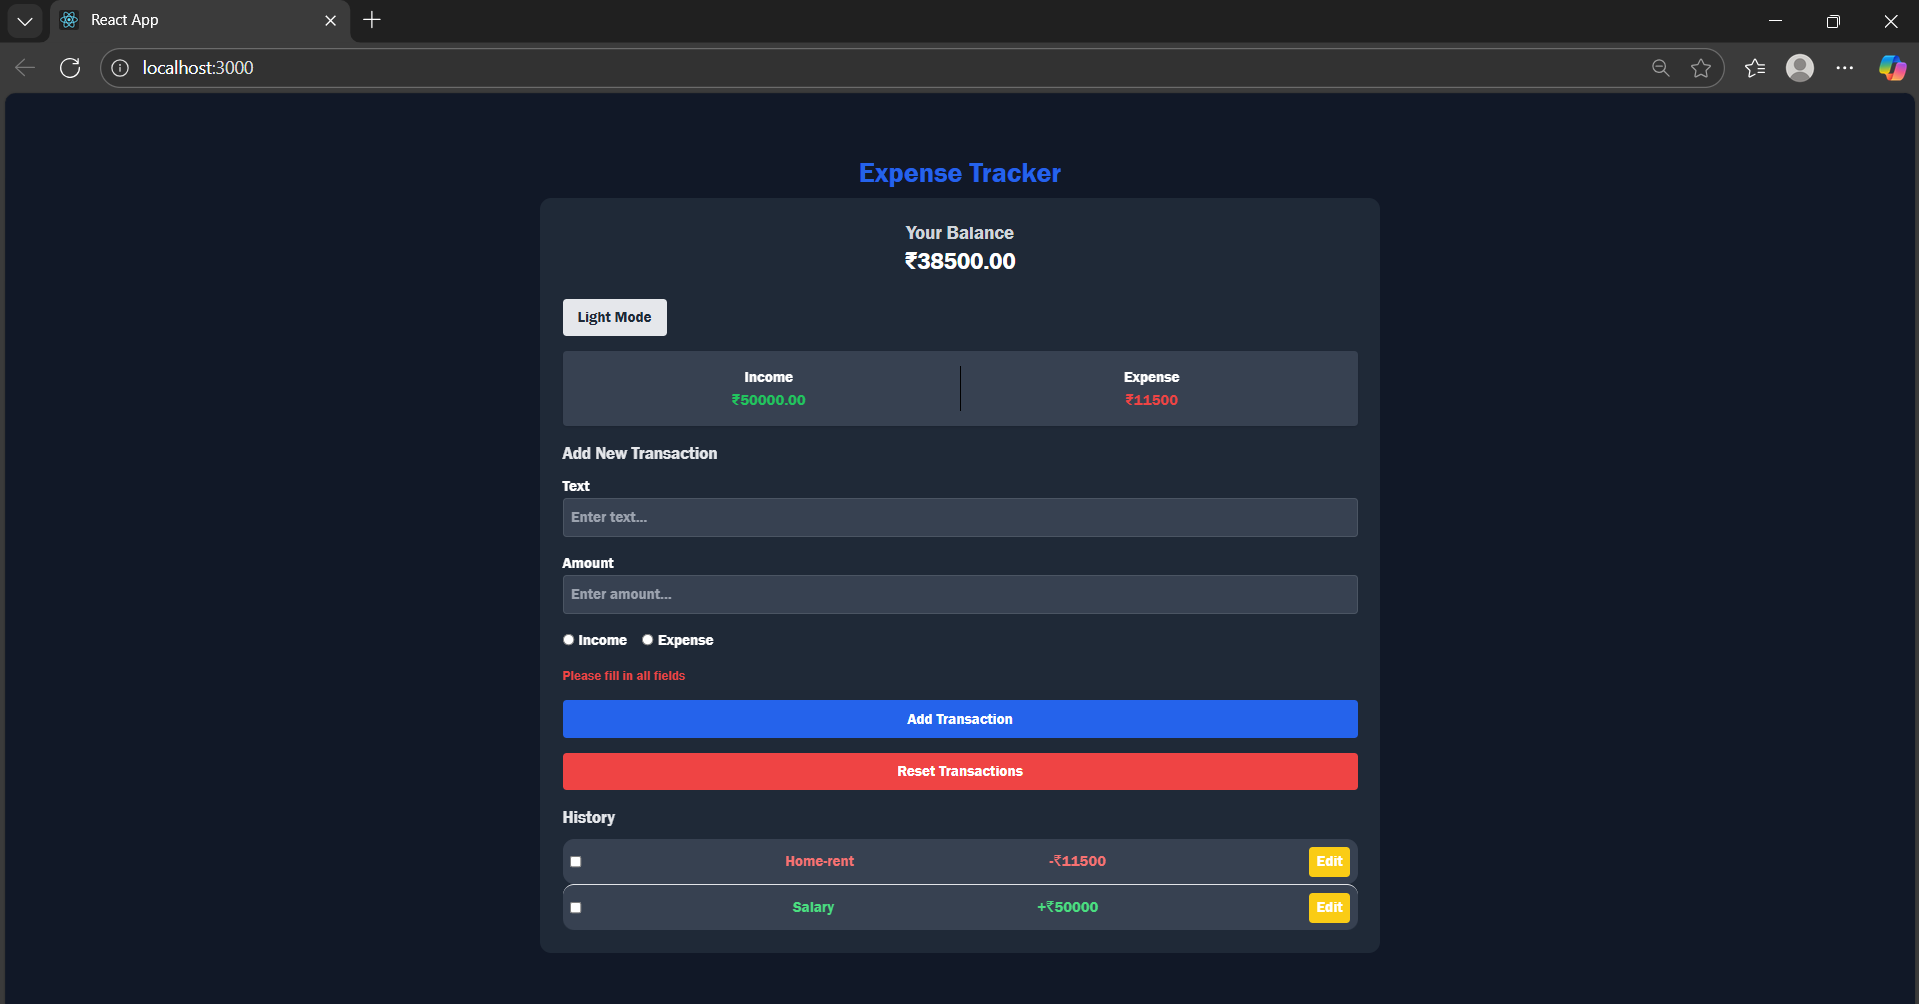 React App
localhost:3000
Expense Tracker
Your Balance
₹38500.00
Light Mode
Income Expense
₹50000.00 ₹11500
Add New Transaction
Text
Enter text...
Amount
Enter amount...
Income Expense
Please fill in all fields
Add Transaction
Reset Transactions
History
Home-rent -₹11500 Edit
Salary +₹50000 Edit